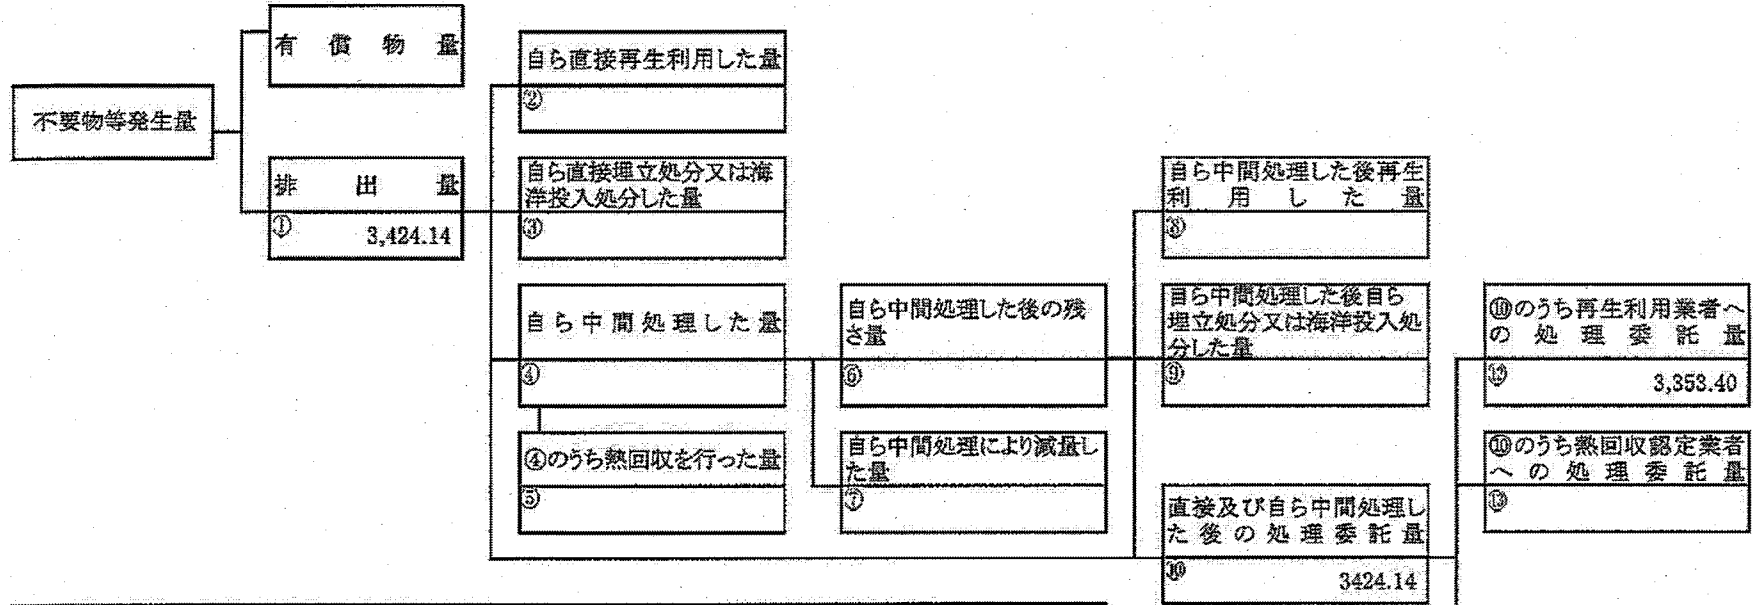 有償物量
不要物等発生量
排出量
① 3,424.14
自ら直接再生利用した量
②
自ら直接埋立処分又は海
洋投入処分した量
③
自ら中間処理した量
④
④のうち熱回収を行った量
⑤
自ら中間処理した後の残
さ量
⑥
自ら中間処理により減量し
た量
⑦
自ら中間処理した後再生
利用した量
⑧
自ら中間処理した後自ら
埋立処分又は海洋投入処
分した量
⑨
直接及び自ら中間処理し
た後の処理委託量
⑩ 3424.14
⑩のうち再生利用業者へ
の処理委託量
⑫ 3,353.40
⑩のうち熱回収認定業者
への処理委託量
⑬